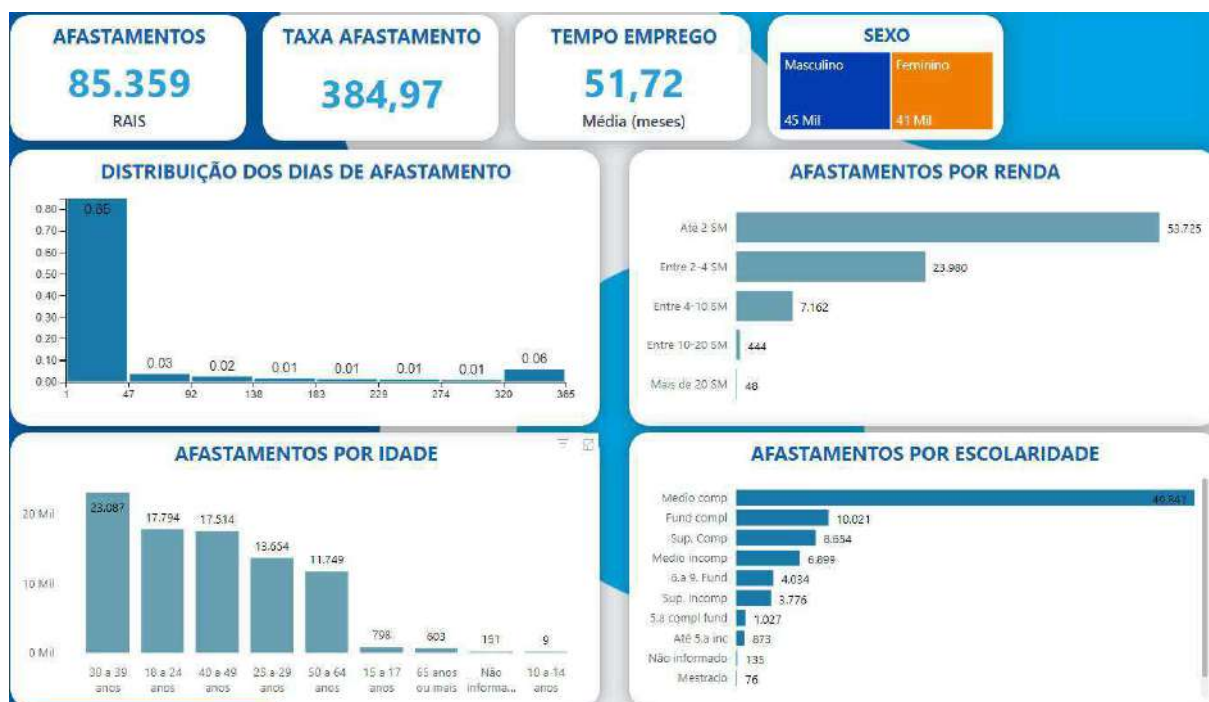 AFASTAMENTOS
85.359
RAIS
TAXA AFASTAMENTO
384,97
TEMPO EMPREGO
51,72
Média (meses)
SEXO
Masculino
Feminino
45 Mil
41 Mil
DISTRIBUIÇÃO DOS DIAS DE AFASTAMENTO
0.80
0.70
0.60
0.50
0.40
0.30
0.20
0.10
0.00
0.03
0.02
0.01
0.01
0.01
0.01
0.06
1
47
92
138
183
229
274
320
365
AFASTAMENTOS POR RENDA
Até 2 SM
53.725
Entre 2-4 SM
23.980
Entre 4-10 SM
7.162
Entre 10-20 SM
444
Mais de 20 SM
48
AFASTAMENTOS POR IDADE
20 Mil
10 Mil
0 Mil
23.087
17.794
17.514
13.654
11.749
798
603
151
9
30 a 39 anos
18 a 24 anos
40 a 49 anos
25 a 29 anos
50 a 64 anos
15 a 17 anos
65 anos ou mais
Não informa...
10 a 14 anos
AFASTAMENTOS POR ESCOLARIDADE
Medio comp
Fund compl
10.021
Sup. Comp
8.654
Medio incomp
6.899
6.a 9. Fund
4.034
Sup. Incomp
3.776
5.a compl fund
1.027
Até 5.a inc
873
Não informado
135
Mestrado
76